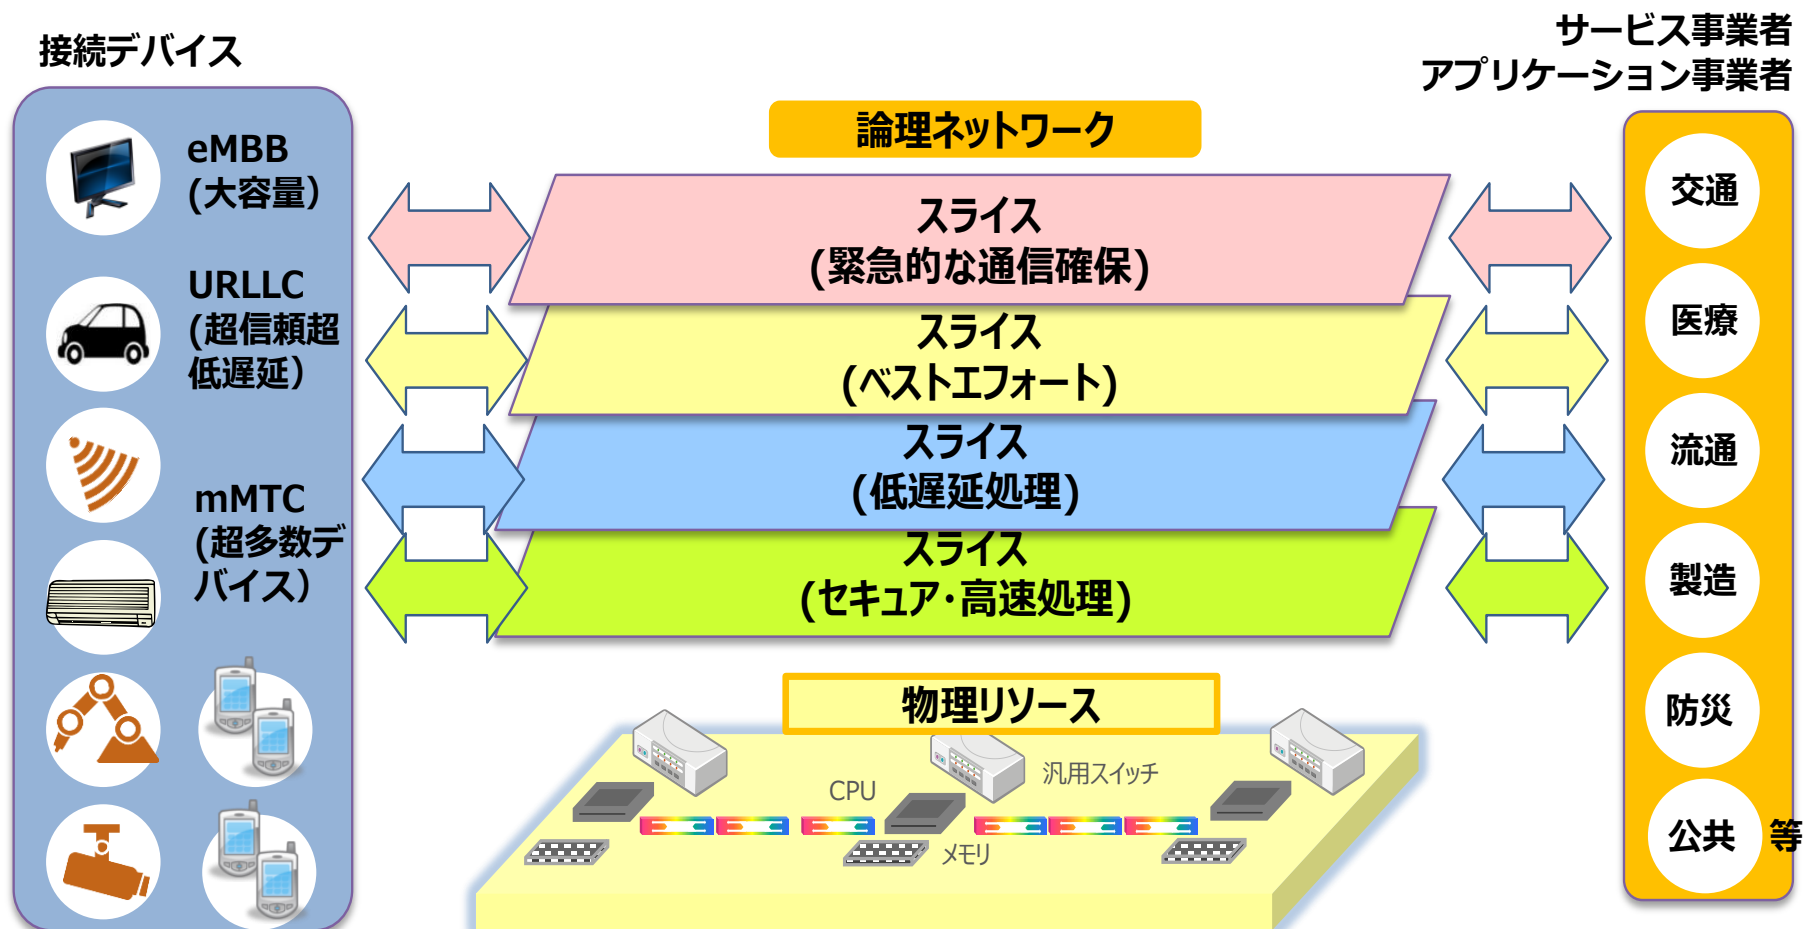 接続デバイス
eMBB
(大容量）
URLLC
(超信頼超
低遅延）
mMTC
(超多数デ
バイス）
論理ネットワーク
スライス
(緊急的な通信確保)
スライス
(ベストエフォート)
スライス
(低遅延処理)
スライス
(セキュア・高速処理)
物理リソース
汎用スイッチ
CPU
メモリ
サービス事業者
アプリケーション事業者
交通
医療
流通
製造
防災
公共 等